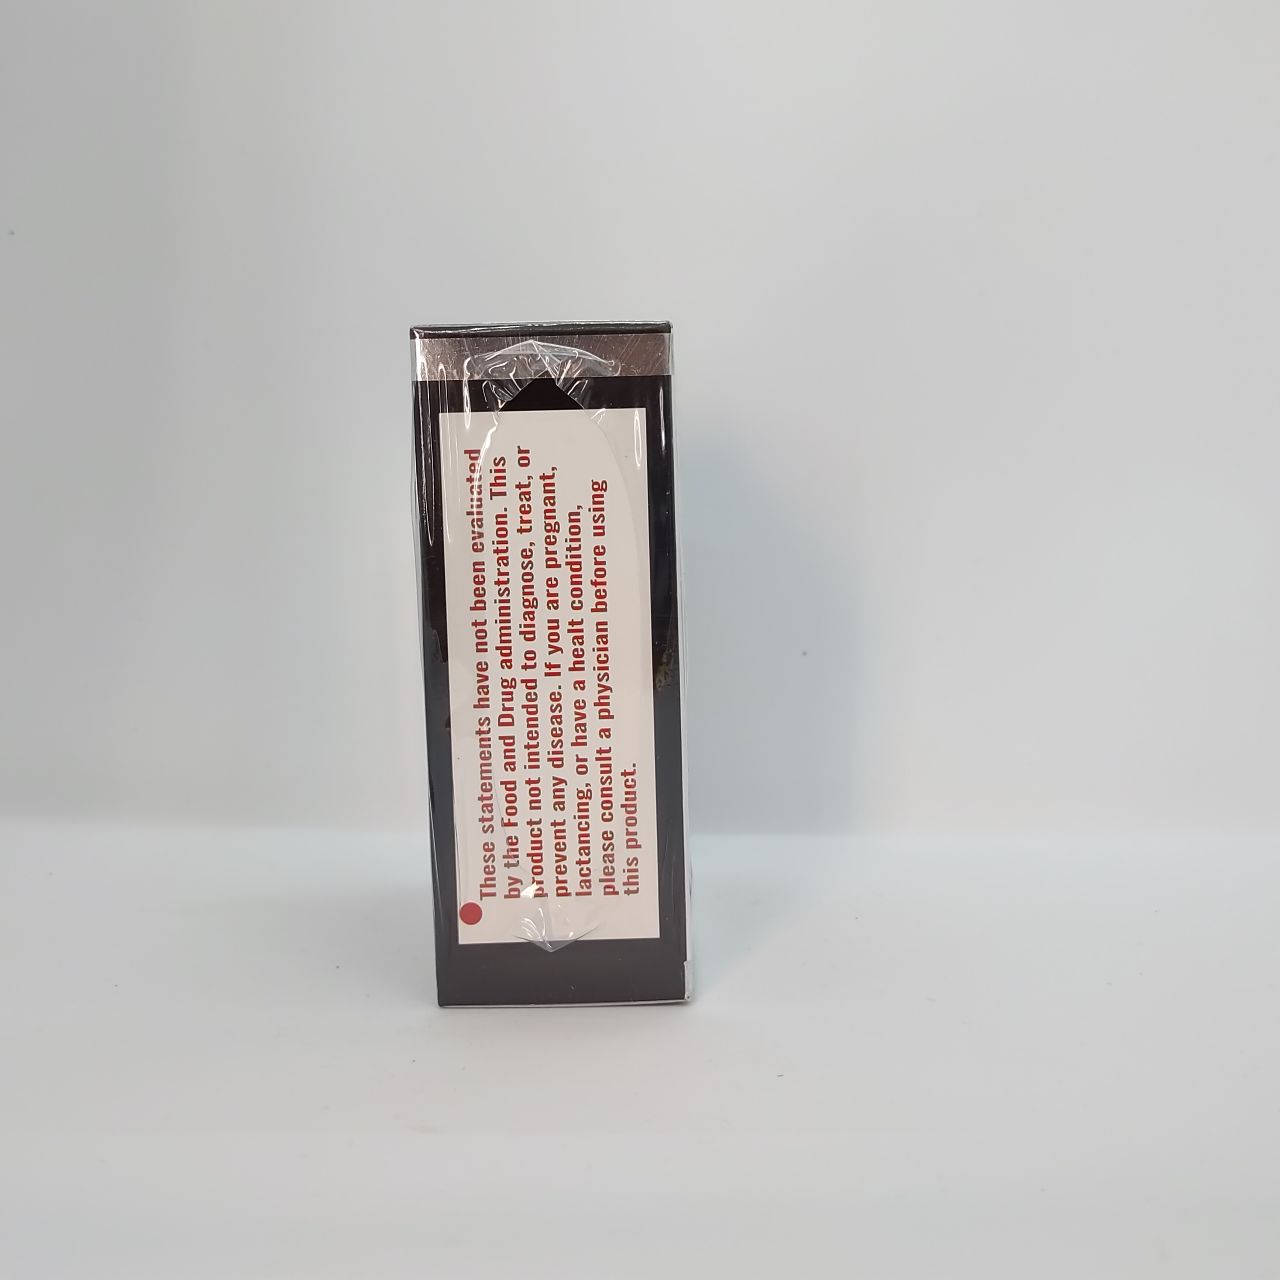 These statements have not been evaluated
by the Food and Drug administration. This
product not intended to diagnose, treat, or
prevent any disease. If you are pregnant,
lactancing, or have a healt condition,
please consult a physician before using
this product.